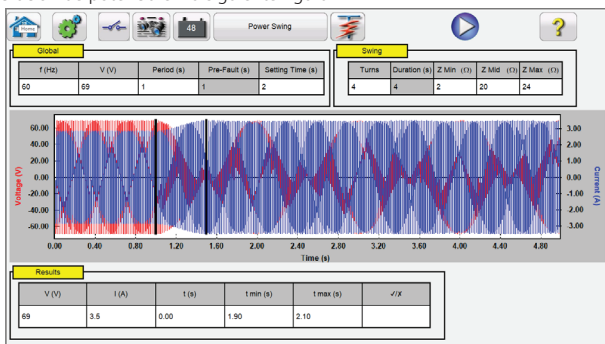 Home
48
Power Swing
?
Global
f (Hz) V (V) Period (s) Pre-Fault (s) Setting Time (s)
60 69 1 1 2
Swing
Turns Duration (s) Z Min (Ω) Z Mid (Ω) Z Max (Ω)
4 4 2 20 24
Voltage (V)
60.00
40.00
20.00
0.00
-20.00
-40.00
-60.00
3.00
2.00
1.00
0.00
-1.00
-2.00
-3.00
Current (A)
0.00 0.40 0.80 1.20 1.60 2.00 2.40 2.80 3.20 3.60 4.00 4.40 4.80
Time (s)
Results
V (V) I (A) t (s) t min (s) t max (s) ✓/✗
69 3.5 0.00 1.90 2.10